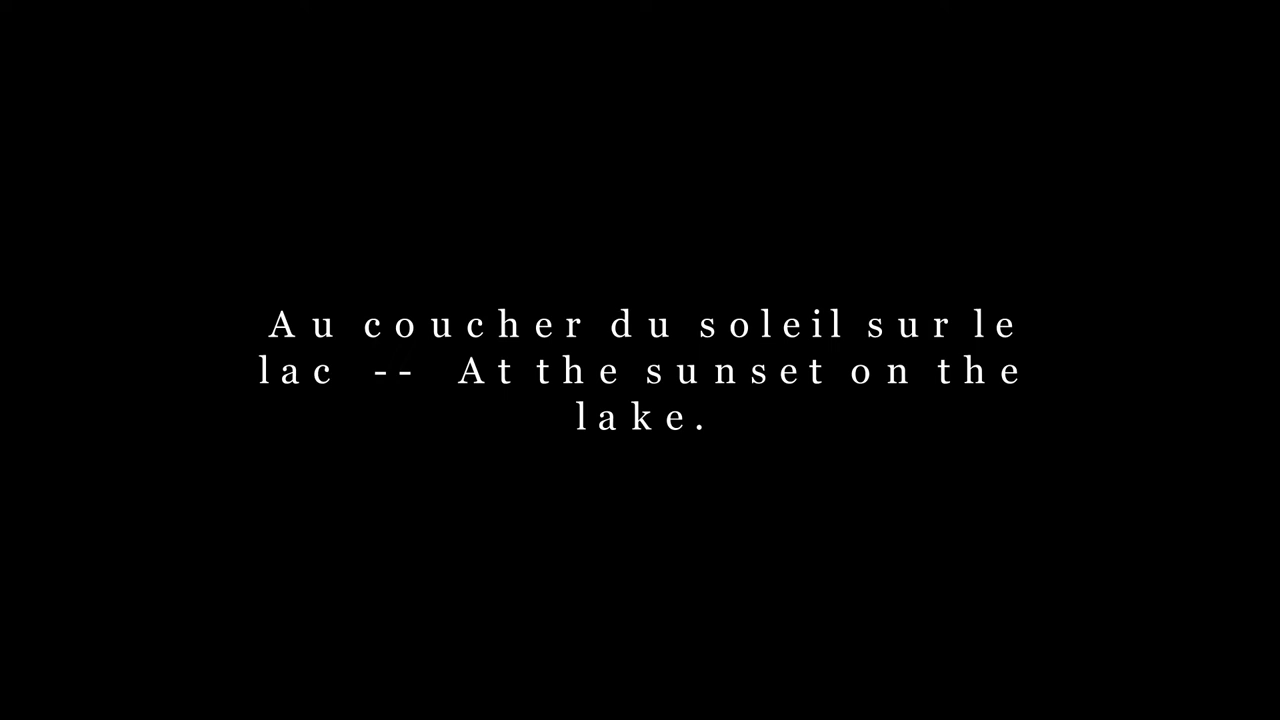 Au coucher du soleil sur le
lac -- At the sunset on the
lake.